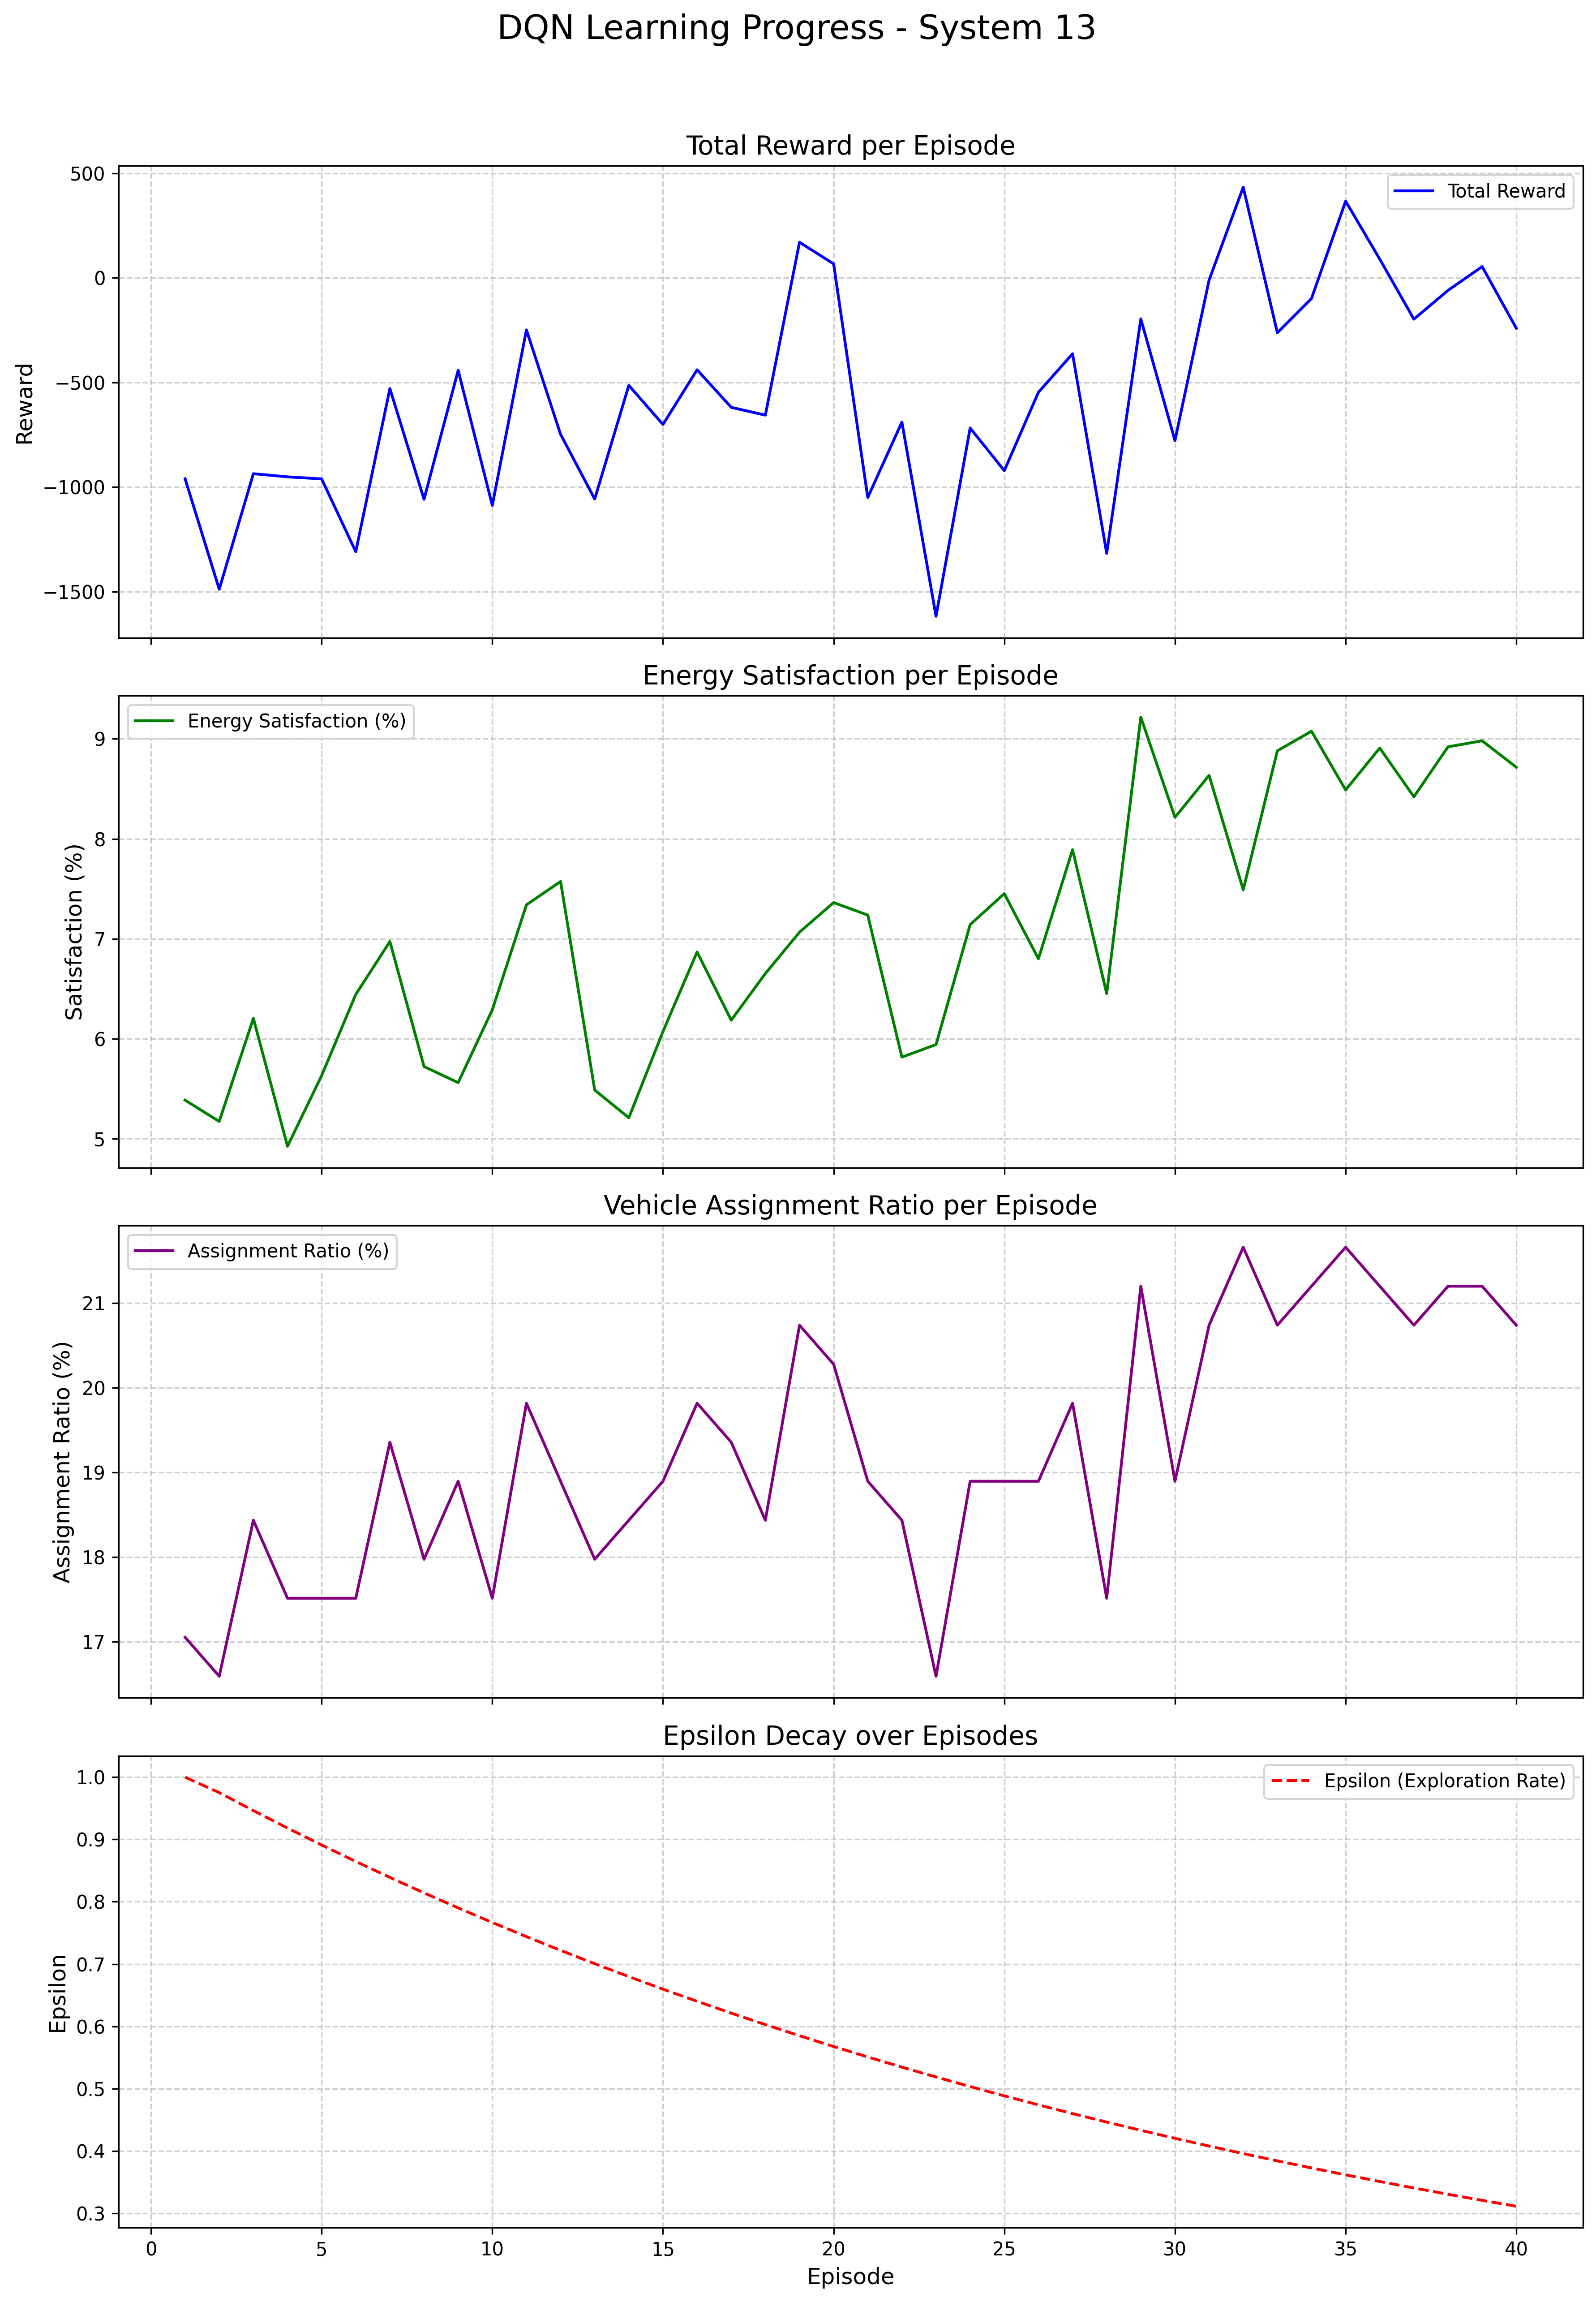 DQN Learning Progress - System 13
Total Reward per Episode
500
0
−500
−1000
−1500
Reward
Total Reward
Energy Satisfaction per Episode
9
8
7
6
5
Satisfaction (%)
Energy Satisfaction (%)
Vehicle Assignment Ratio per Episode
21
20
19
18
17
Assignment Ratio (%)
Assignment Ratio (%)
Epsilon Decay over Episodes
1.0
0.9
0.8
0.7
0.6
0.5
0.4
0.3
Epsilon
Epsilon (Exploration Rate)
0 5 10 15 20 25 30 35 40
Episode